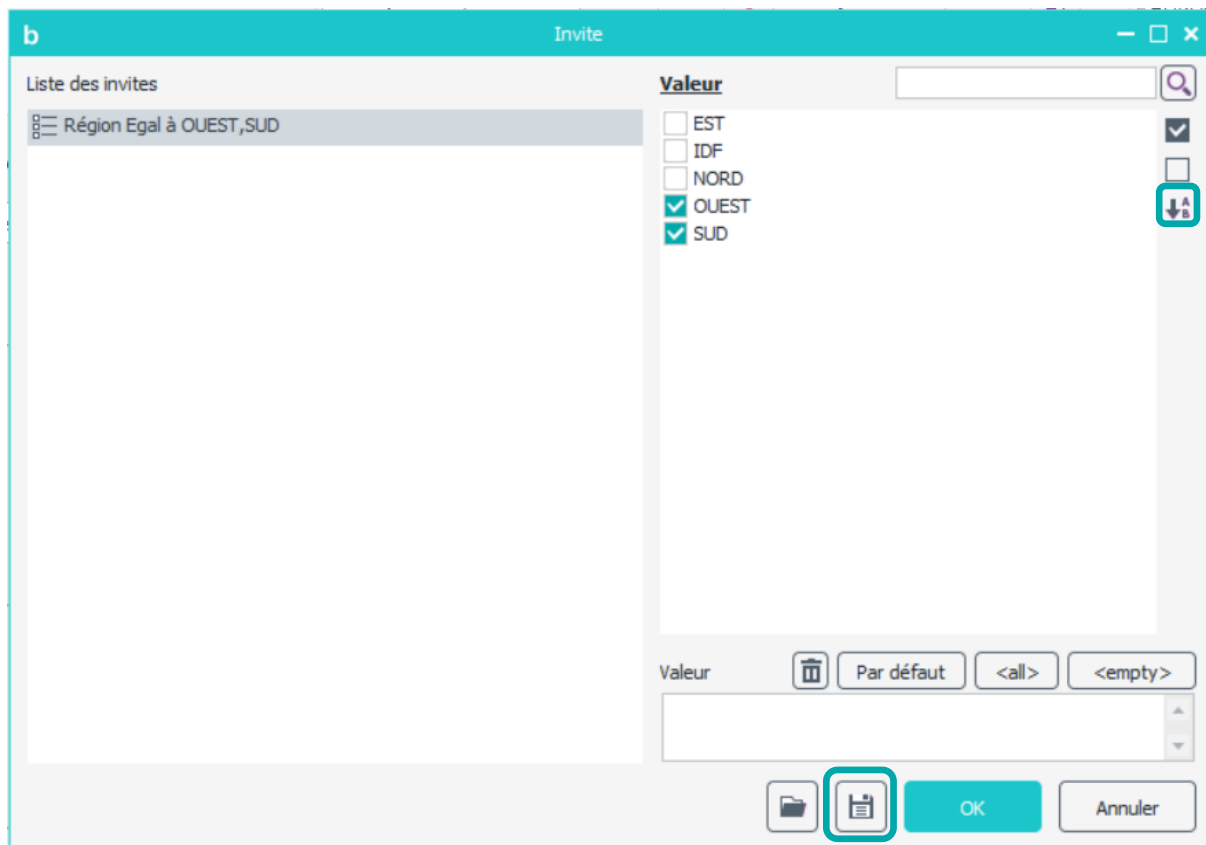 b Invite
Liste des invites
Région Egal à OUEST,SUD
Valeur
EST
IDF
NORD
OUEST
SUD
A
B
Valeur Par défaut <all> <empty>
OK Annuler